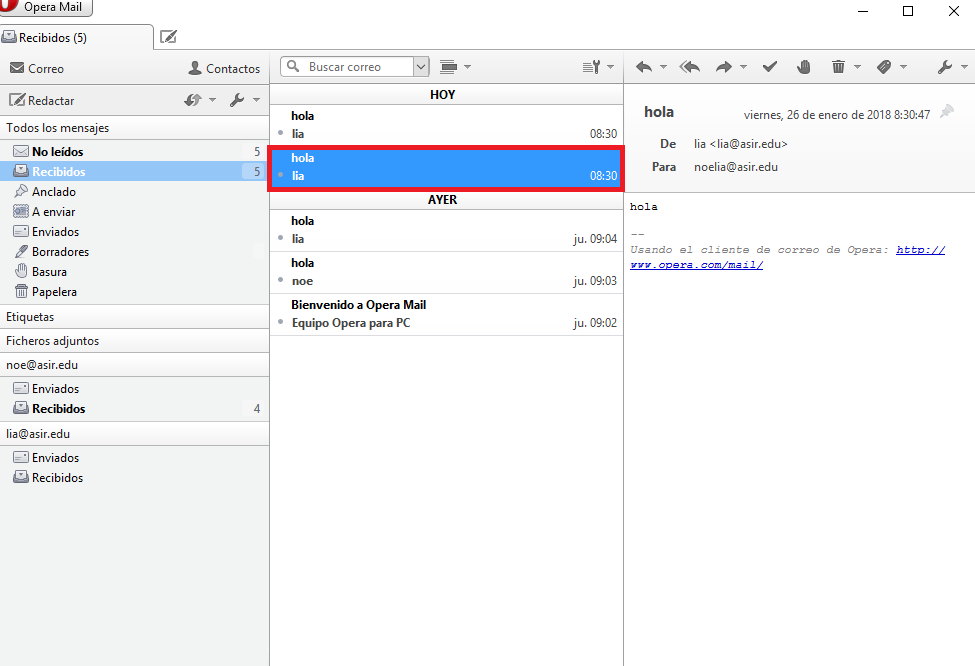 Opera Mail
Recibidos (5)
Correo
Contactos
Redactar
Todos los mensajes
No leídos 5
Recibidos 5
Anclado
A enviar
Enviados
Borradores
Basura
Papelera
Etiquetas
Ficheros adjuntos
noe@asir.edu
Enviados
Recibidos 4
lia@asir.edu
Enviados
Recibidos
Buscar correo
HOY
hola
lia 08:30
hola
lia 08:30
AYER
hola
lia ju. 09:04
hola
noe ju. 09:03
Bienvenido a Opera Mail
Equipo Opera para PC ju. 09:02
hola viernes, 26 de enero de 2018 8:30:47
De lia <lia@asir.edu>
Para noelia@asir.edu
hola
--
Usando el cliente de correo de Opera: http://
www.opera.com/mail/